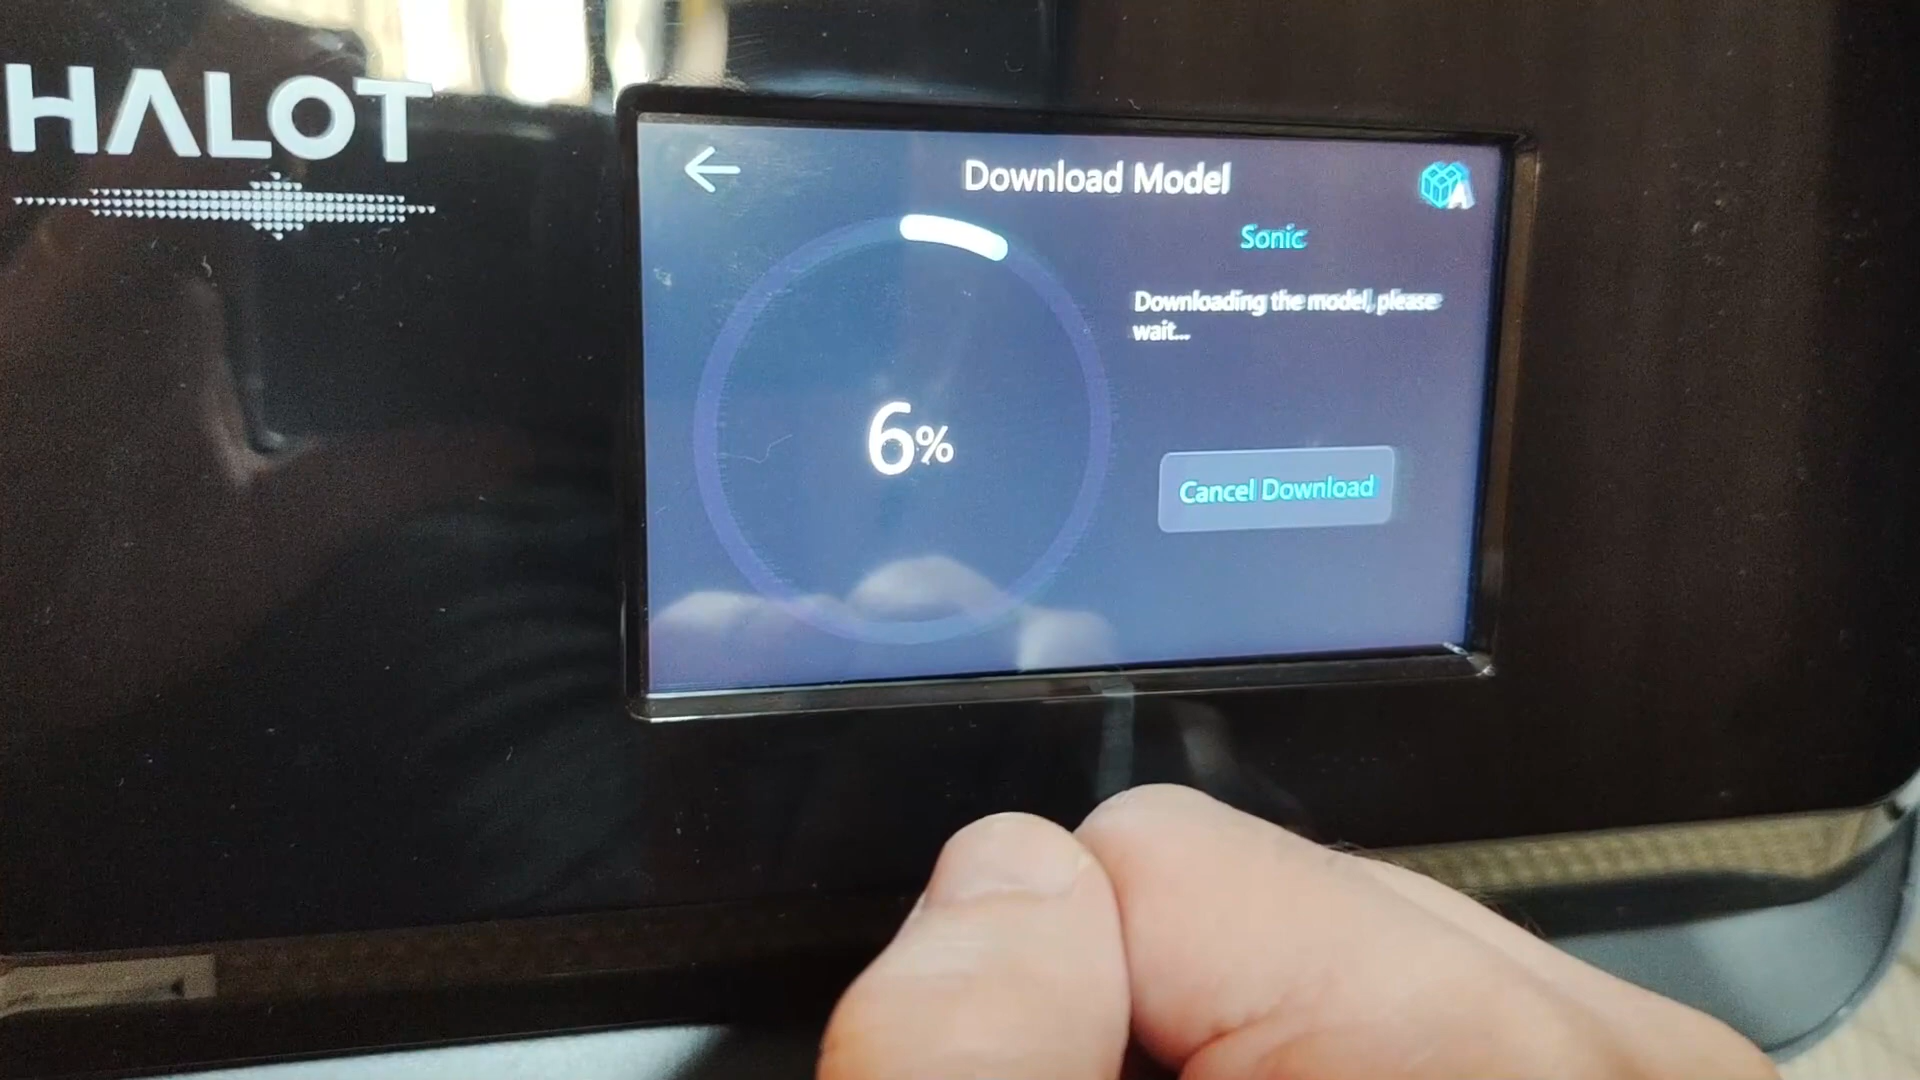 HALOT
Download Model
Sonic
Downloading the model, please
wait...
6%
Cancel Download
A